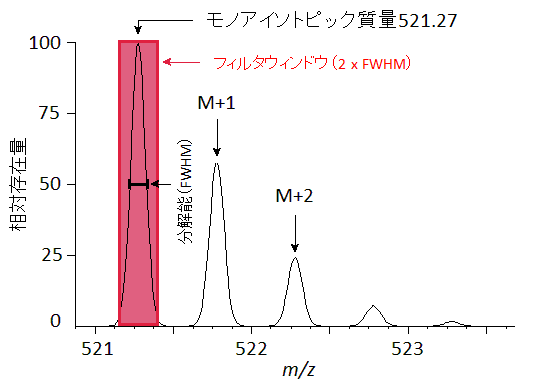 モノアイソトピック質量521.27
フィルタウィンドウ（2 x FWHM）
M+1
M+2
分解能（FWHM）
相対存在量
100
75
50
25
0
521
522
523
m/z